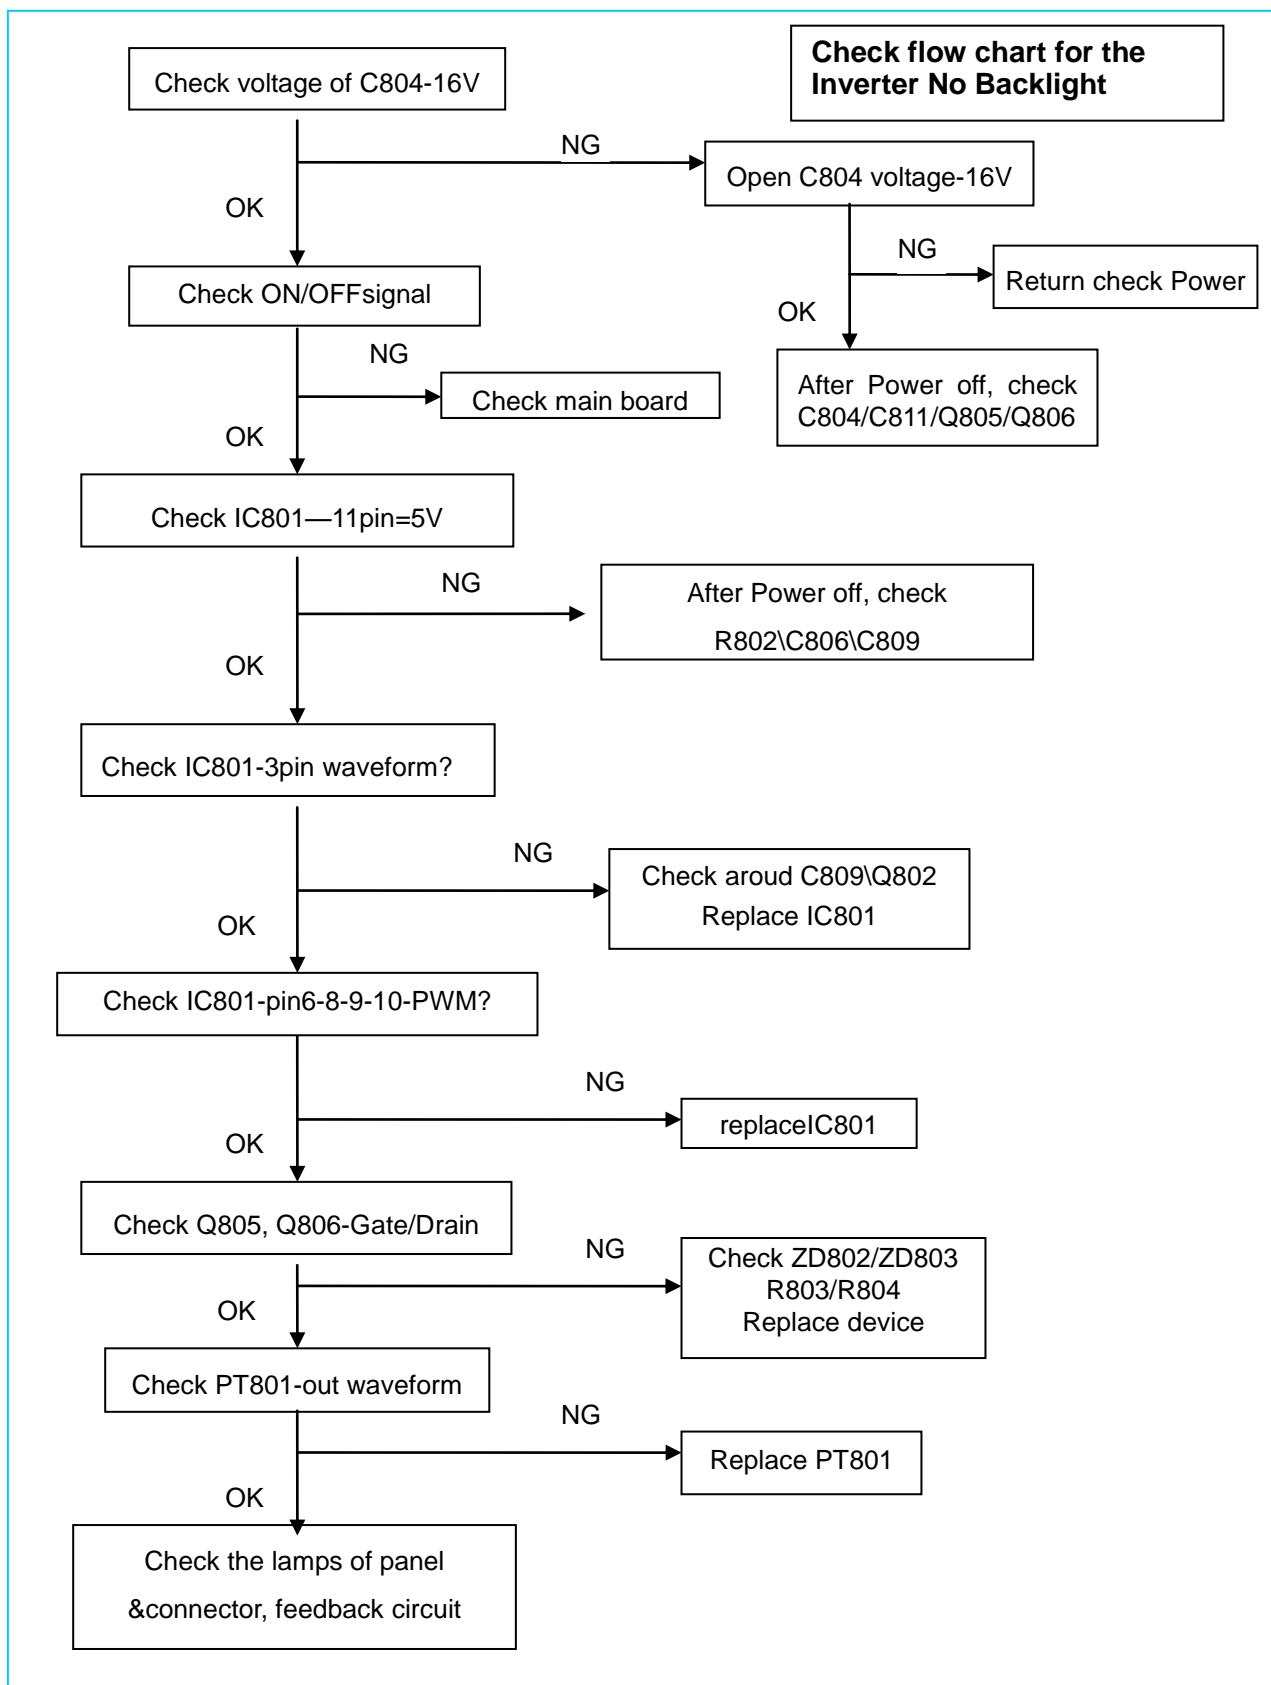 Check flow chart for the
Inverter No Backlight
Check voltage of C804-16V
NG
Open C804 voltage-16V
OK
NG
Return check Power
OK
Check ON/OFFsignal
After Power off, check
C804/C811/Q805/Q806
NG
Check main board
OK
Check IC801—11pin=5V
NG
After Power off, check
R802\C806\C809
OK
Check IC801-3pin waveform?
NG
Check aroud C809\Q802
Replace IC801
OK
Check IC801-pin6-8-9-10-PWM?
NG
replaceIC801
OK
Check Q805, Q806-Gate/Drain
NG
Check ZD802/ZD803
R803/R804
Replace device
OK
Check PT801-out waveform
NG
Replace PT801
OK
Check the lamps of panel
&connector, feedback circuit